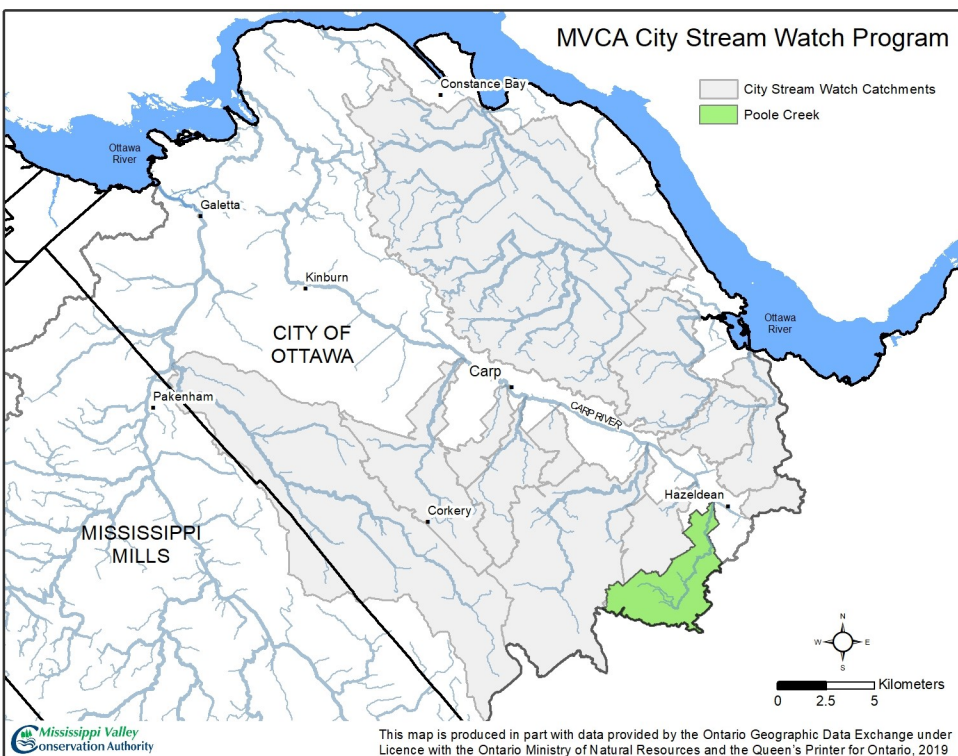 MVCA City Stream Watch Program
City Stream Watch Catchments
Poole Creek
Constance Bay
Ottawa
River
Galetta
Kinburn
CITY OF
OTTAWA
Ottawa
River
Carp
Pakenham
CARP RIVER
Hazeldean
Corkery
MISSISSIPPI
MILLS
N
W
E
S
Kilometers
0
2.5
5
Mississippi Valley
Conservation Authority
This map is produced in part with data provided by the Ontario Geographic Data Exchange under
Licence with the Ontario Ministry of Natural Resources and the Queen's Printer for Ontario, 2019